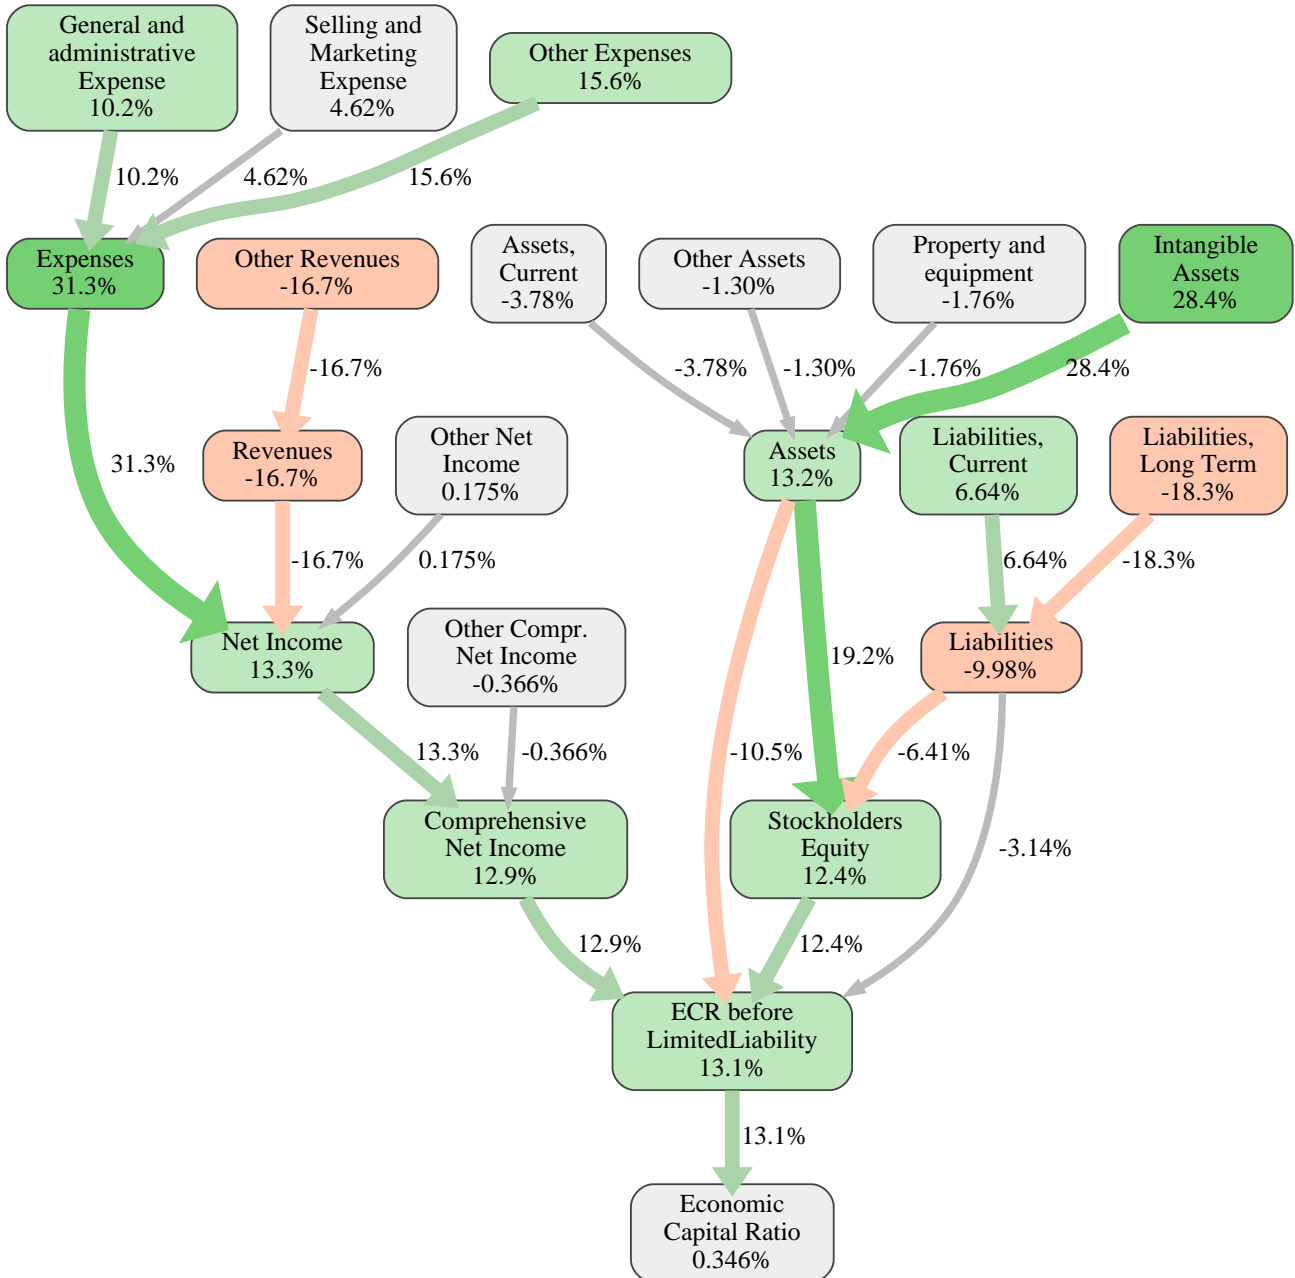 General and
administrative
Expense
10.2%
Selling and
Marketing
Expense
4.62%
Other Expenses
15.6%
10.2%
4.62%
15.6%
Expenses
31.3%
Other Revenues
-16.7%
Assets,
Current
-3.78%
Other Assets
-1.30%
Property and
equipment
-1.76%
Intangible
Assets
28.4%
-16.7%
-3.78%
-1.30%
-1.76%
28.4%
31.3%
Revenues
-16.7%
Other Net
Income
0.175%
Assets
13.2%
Liabilities,
Current
6.64%
Liabilities,
Long Term
-18.3%
-16.7%
0.175%
6.64%
-18.3%
Net Income
13.3%
Other Compr.
Net Income
-0.366%
19.2%
Liabilities
-9.98%
13.3%
-0.366%
-10.5%
-6.41%
Comprehensive
Net Income
12.9%
Stockholders
Equity
12.4%
-3.14%
12.9%
12.4%
ECR before
LimitedLiability
13.1%
13.1%
Economic
Capital Ratio
0.346%